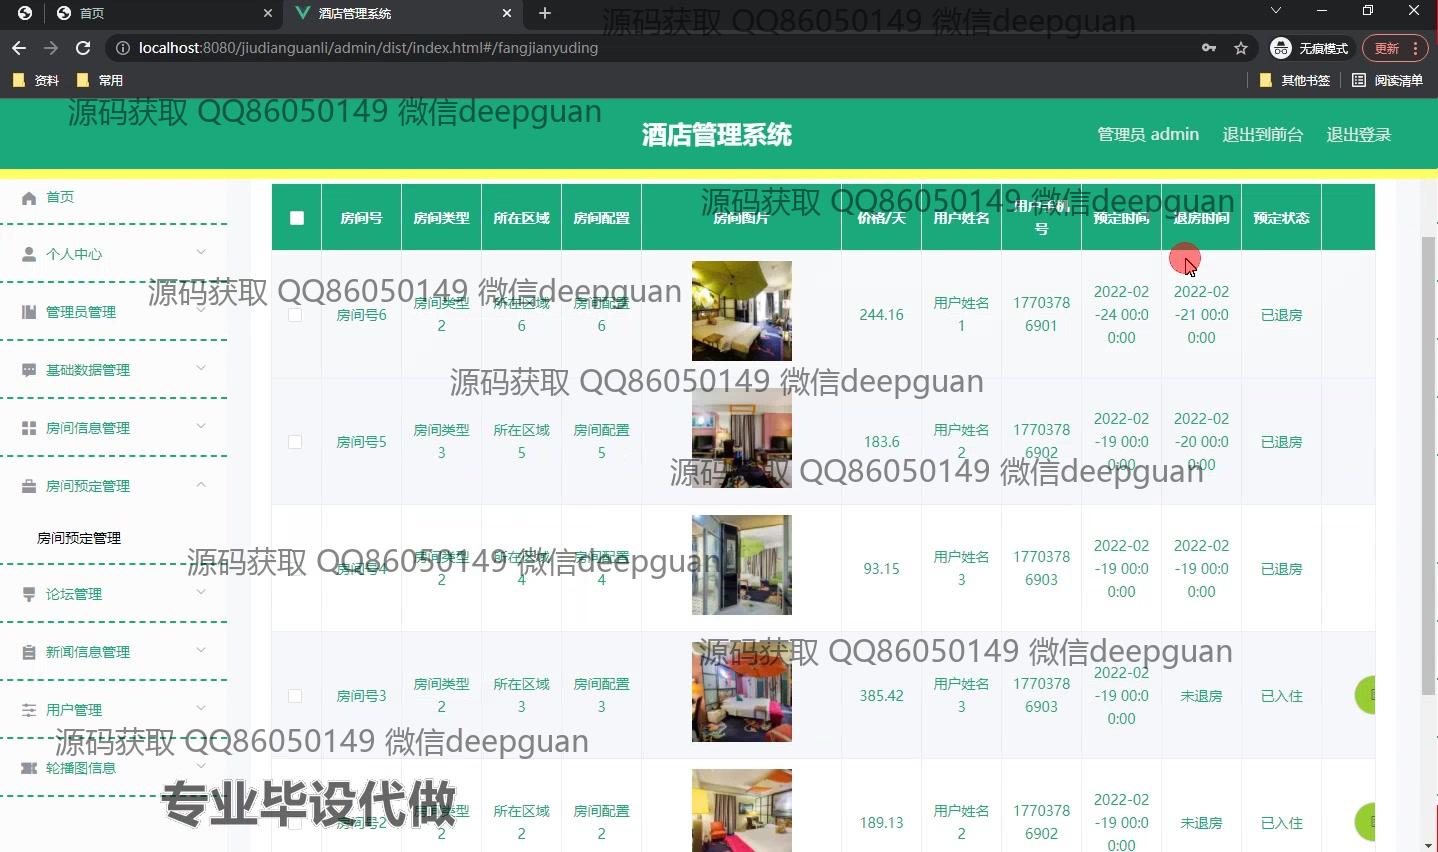 首页
酒店管理系统
localhost:8080/jiudianguanli/admin/dist/index.html#/fangjianyuding
无痕模式
更新
资料
常用
其他书签
阅读清单
源码获取 QQ86050149 微信deepguan
源码获取 QQ86050149 微信deepguan
酒店管理系统
管理员 admin
退出到前台
退出登录
源码获取 QQ86050149 微信deepguan
首页
个人中心
管理员管理
基础数据管理
房间信息管理
房间预定管理
房间预定管理
论坛管理
新闻信息管理
用户管理
轮播图信息
房间号 房间类型 所在区域 房间配置 房间图片 价格/天 用户姓名 用户手机号 预定时间 退房时间 预定状态
源码获取 QQ86050149 微信deepguan
房间号6 房间类型2 所在区域6 房间配置6 244.16 用户姓名1 17703786901 2022-02-24 00:00:00 2022-02-21 00:00:00 已退房
源码获取 QQ86050149 微信deepguan
房间号5 房间类型3 所在区域5 房间配置5 183.6 用户姓名2 17703786902 2022-02-19 00:00:00 2022-02-20 00:00:00 已退房
源码获取 QQ86050149 微信deepguan
房间号4 房间类型2 所在区域4 房间配置4 93.15 用户姓名3 17703786903 2022-02-19 00:00:00 2022-02-19 00:00:00 已退房
源码获取 QQ86050149 微信deepguan
房间号3 房间类型2 所在区域3 房间配置3 385.42 用户姓名3 17703786903 2022-02-19 00:00:00 未退房 已入住
源码获取 QQ86050149 微信deepguan
源码获取 QQ86050149 微信deepguan
房间号2 房间类型2 所在区域2 房间配置2 189.13 用户姓名2 17703786902 2022-02-19 00:00:00 未退房 已入住
专业毕设代做